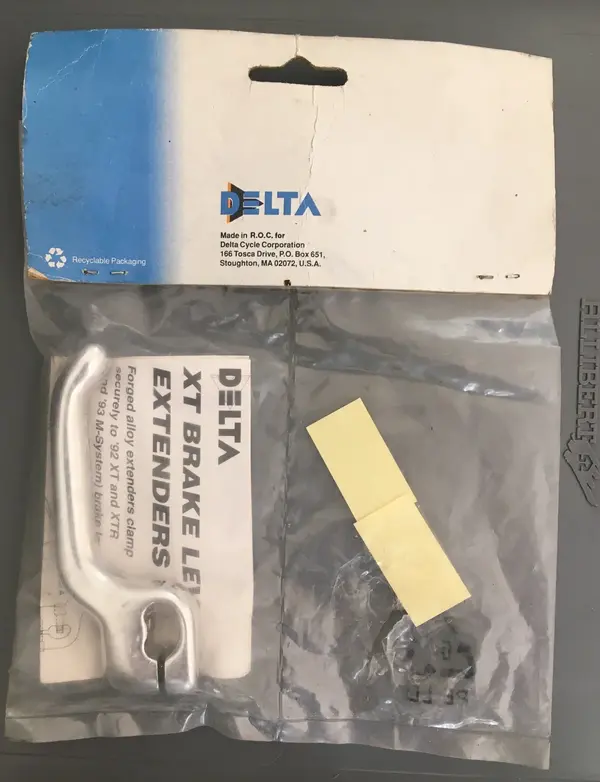 DELTA
Made in R.O.C. for
Delta Cycle Corporation
166 Tosca Drive, P.O. Box 651,
Stoughton, MA 02072, U.S.A.
Recyclable Packaging
DELTA
XT BRAKE LE
EXTENDERS
Forged alloy extenders clamp
securely to '92 XT and XTR
'93 M-System) brake